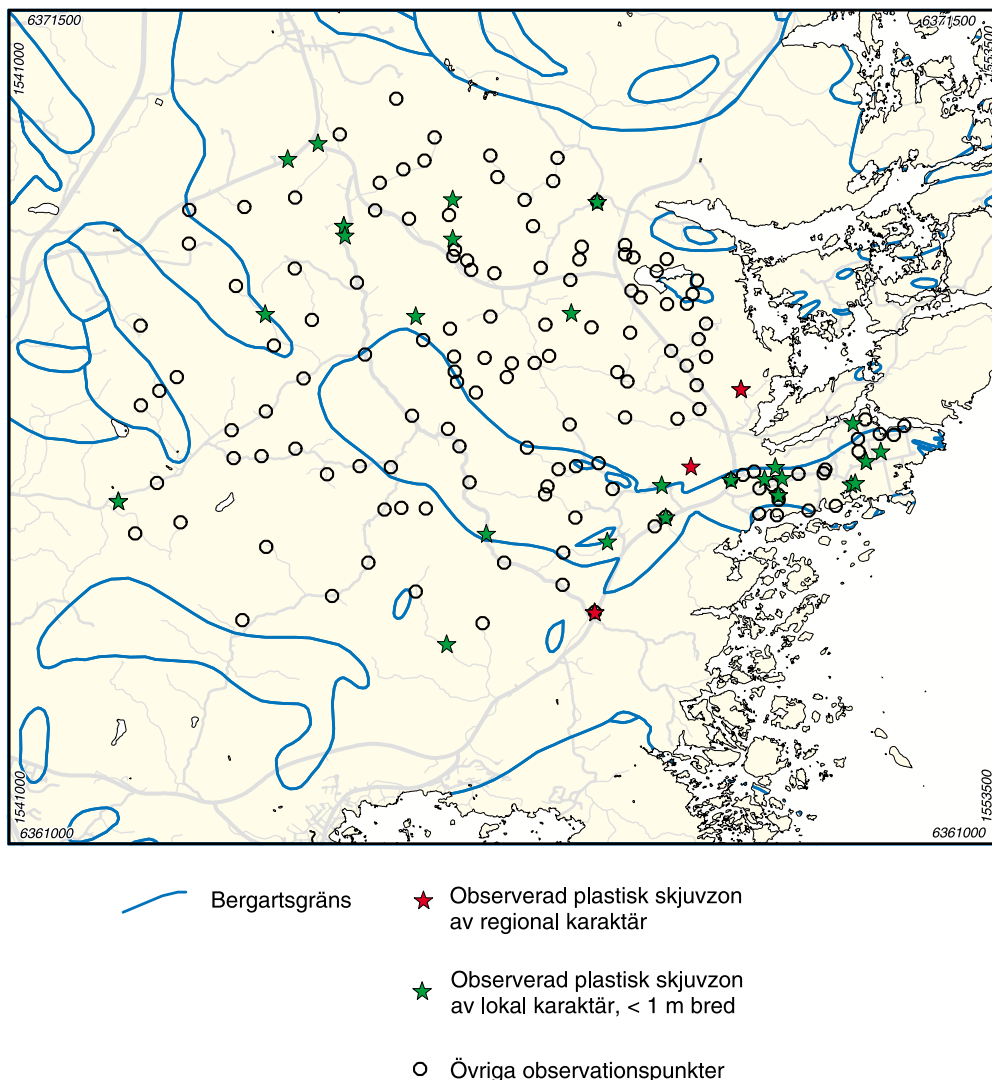 6371500
6371500
1541000
1553500
1541000
1553500
6361000
6361000
Bergartsgräns
Observerad plastisk skjuvzon
av regional karaktär
Observerad plastisk skjuvzon
av lokal karaktär, < 1 m bred
Övriga observationspunkter